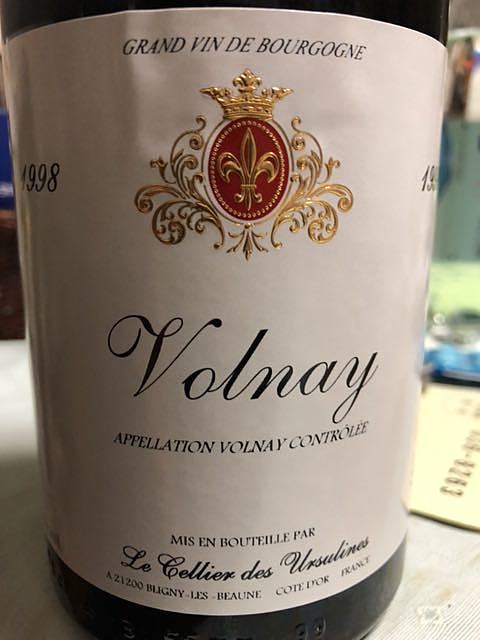 GRAND VIN DE BOURGOGNE
1998
Volnay
APPELLATION VOLNAY CONTRÔLÉE
MIS EN BOUTEILLE PAR
Le Cellier des Ursulines
A 21200 BLIGNY-LES-BEAUNE COTE D'OR FRANCE